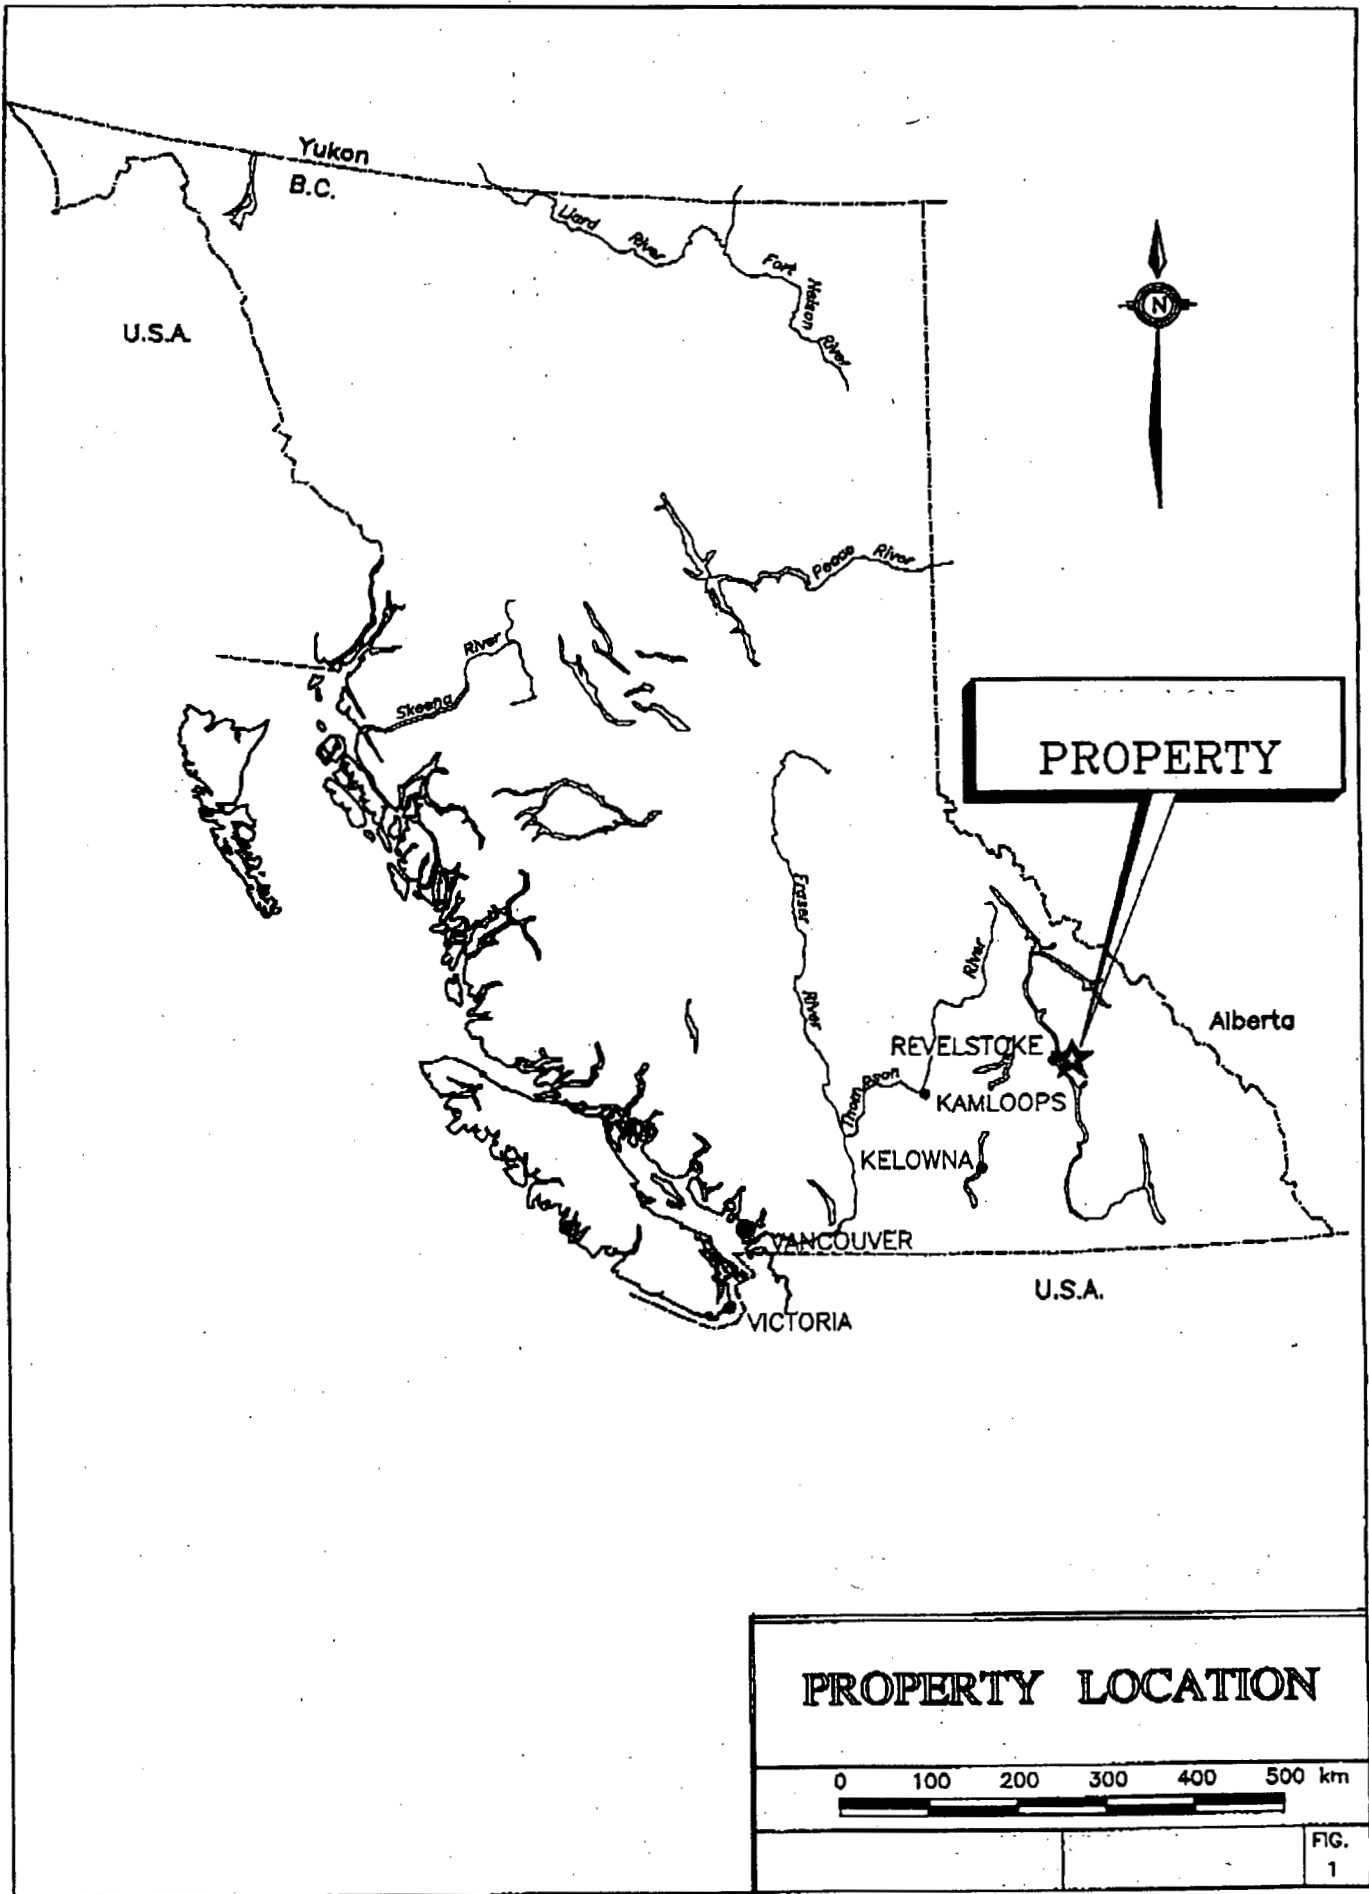 Yukon
B.C.
Liard River
Fort Nelson River
U.S.A.
N
Peace River
Skeena River
PROPERTY
Fraser River
River
Alberta
REVELSTOKE
Thompson
KAMLOOPS
KELOWNA
VANCOUVER
U.S.A.
VICTORIA
PROPERTY LOCATION
0 100 200 300 400 500 km
FIG.
1